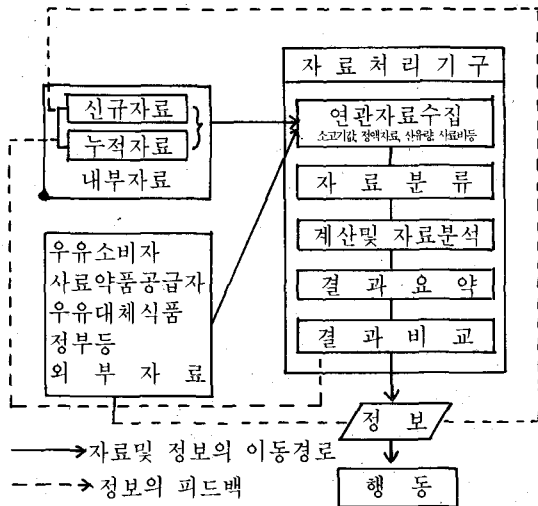 자료처리기구
신규자료
누적자료
내부자료
연관자료수집
소고기값, 정액자료, 산유량, 사료비등
자료분류
계산및 자료분석
결과요약
결과비교
우유소비자
사료약품공급자
우유대체식품
정부등
외부자료
정보
행동
자료및 정보의 이동경로
정보의 피드백